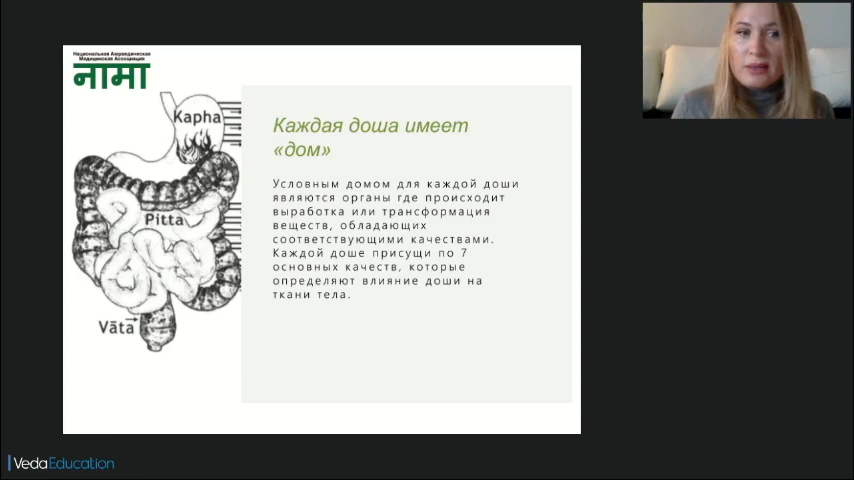 Национальная Аюрведическая
Медицинская Ассоциация
नामा
Kapha
Pitta
Vāta
Каждая доша имеет
«дом»
Условным домом для каждой доши
являются органы где происходит
выработка или трансформация
веществ, обладающих
соответствующими качествами.
Каждой доше присущи по 7
основных качеств, которые
определяют влияние доши на
ткани тела.
VedaEducation